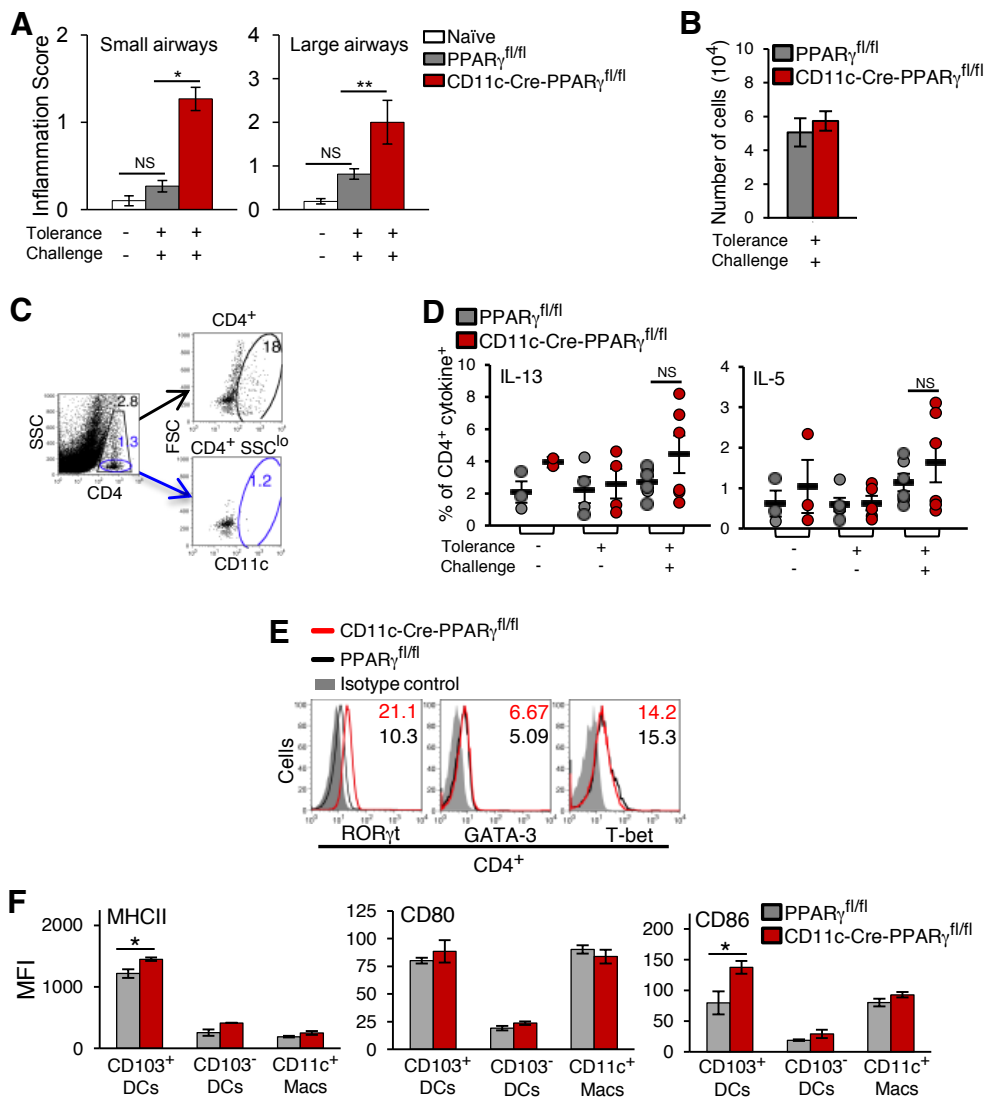 A
Small airways
Large airways
Naïve
PPARγfl/fl
CD11c-Cre-PPARγfl/fl
Inflammation Score
2
1
0
4
3
2
1
0
NS
*
NS
**
Tolerance - + + - + +
Challenge - + + - + +
B
PPARγfl/fl
CD11c-Cre-PPARγfl/fl
Number of cells (10⁴)
10
8
6
4
2
0
Tolerance +
Challenge +
C
CD4+
18
FSC
SSC
2.8
1.3
CD4
CD4+ SSClo
1.2
CD11c
D
PPARγfl/fl
CD11c-Cre-PPARγfl/fl
% of CD4+ cytokine+
IL-13
10
8
6
4
2
0
NS
IL-5
4
3
2
1
0
NS
Tolerance - + + - + +
Challenge - - + - - +
E
CD11c-Cre-PPARγfl/fl
PPARγfl/fl
Isotype control
Cells
21.1
10.3
6.67
5.09
14.2
15.3
RORγt
GATA-3
T-bet
CD4+
F
MHCII
MFI
2000
1000
0
*
CD103+ DCs
CD103- DCs
CD11c+ Macs
CD80
125
100
75
50
25
0
CD103+ DCs
CD103- DCs
CD11c+ Macs
CD86
PPARγfl/fl
CD11c-Cre-PPARγfl/fl
200
150
100
50
0
*
CD103+ DCs
CD103- DCs
CD11c+ Macs